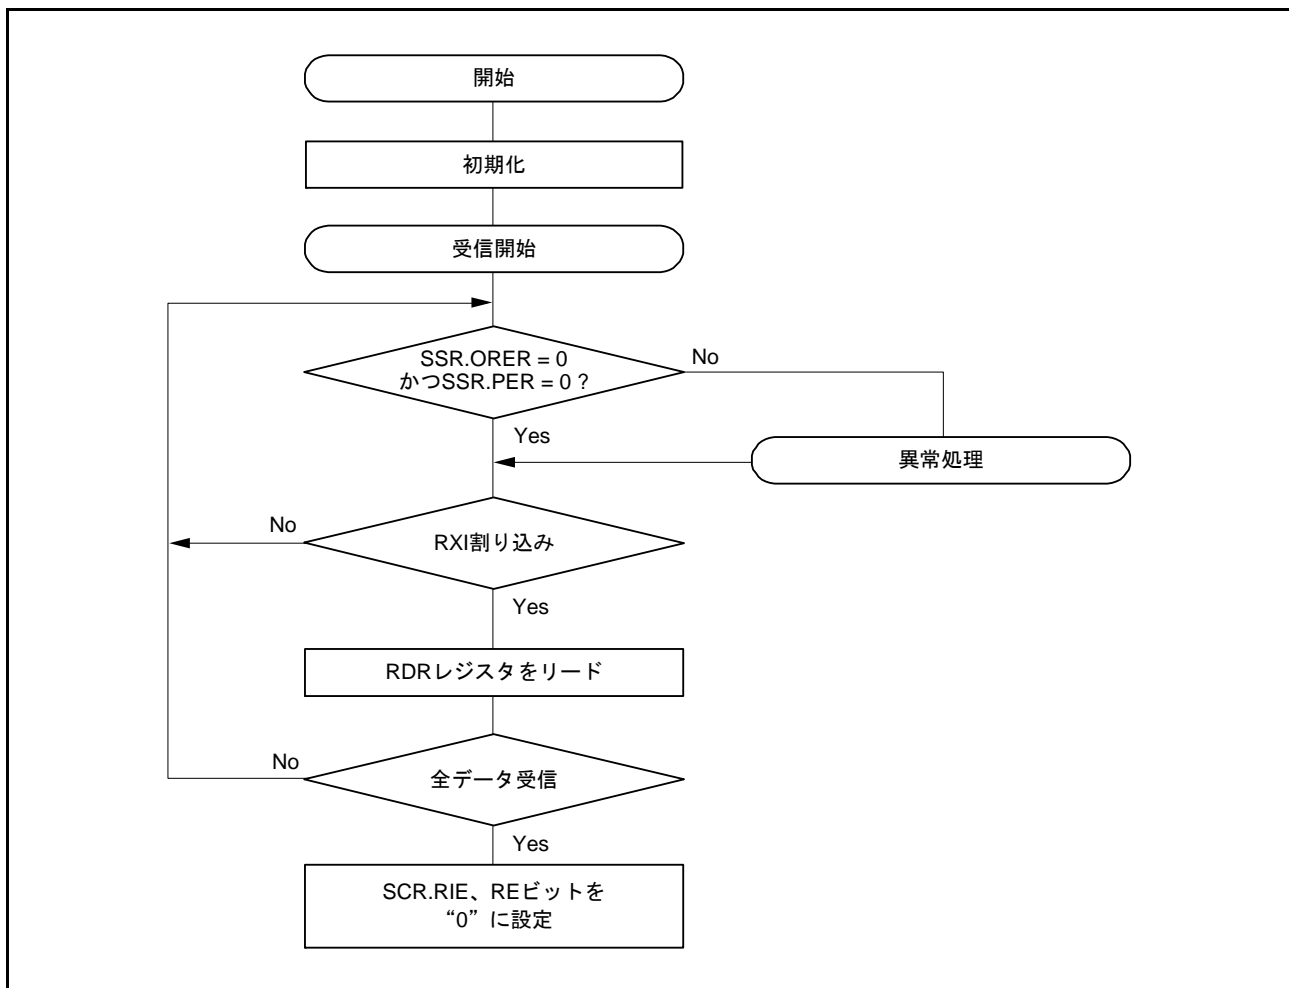 開始
初期化
受信開始
SSR.ORER = 0
かつSSR.PER = 0 ?
No
Yes
異常処理
No
RXI割り込み
Yes
RDRレジスタをリード
No
全データ受信
Yes
SCR.RIE、REビットを
“0”に設定